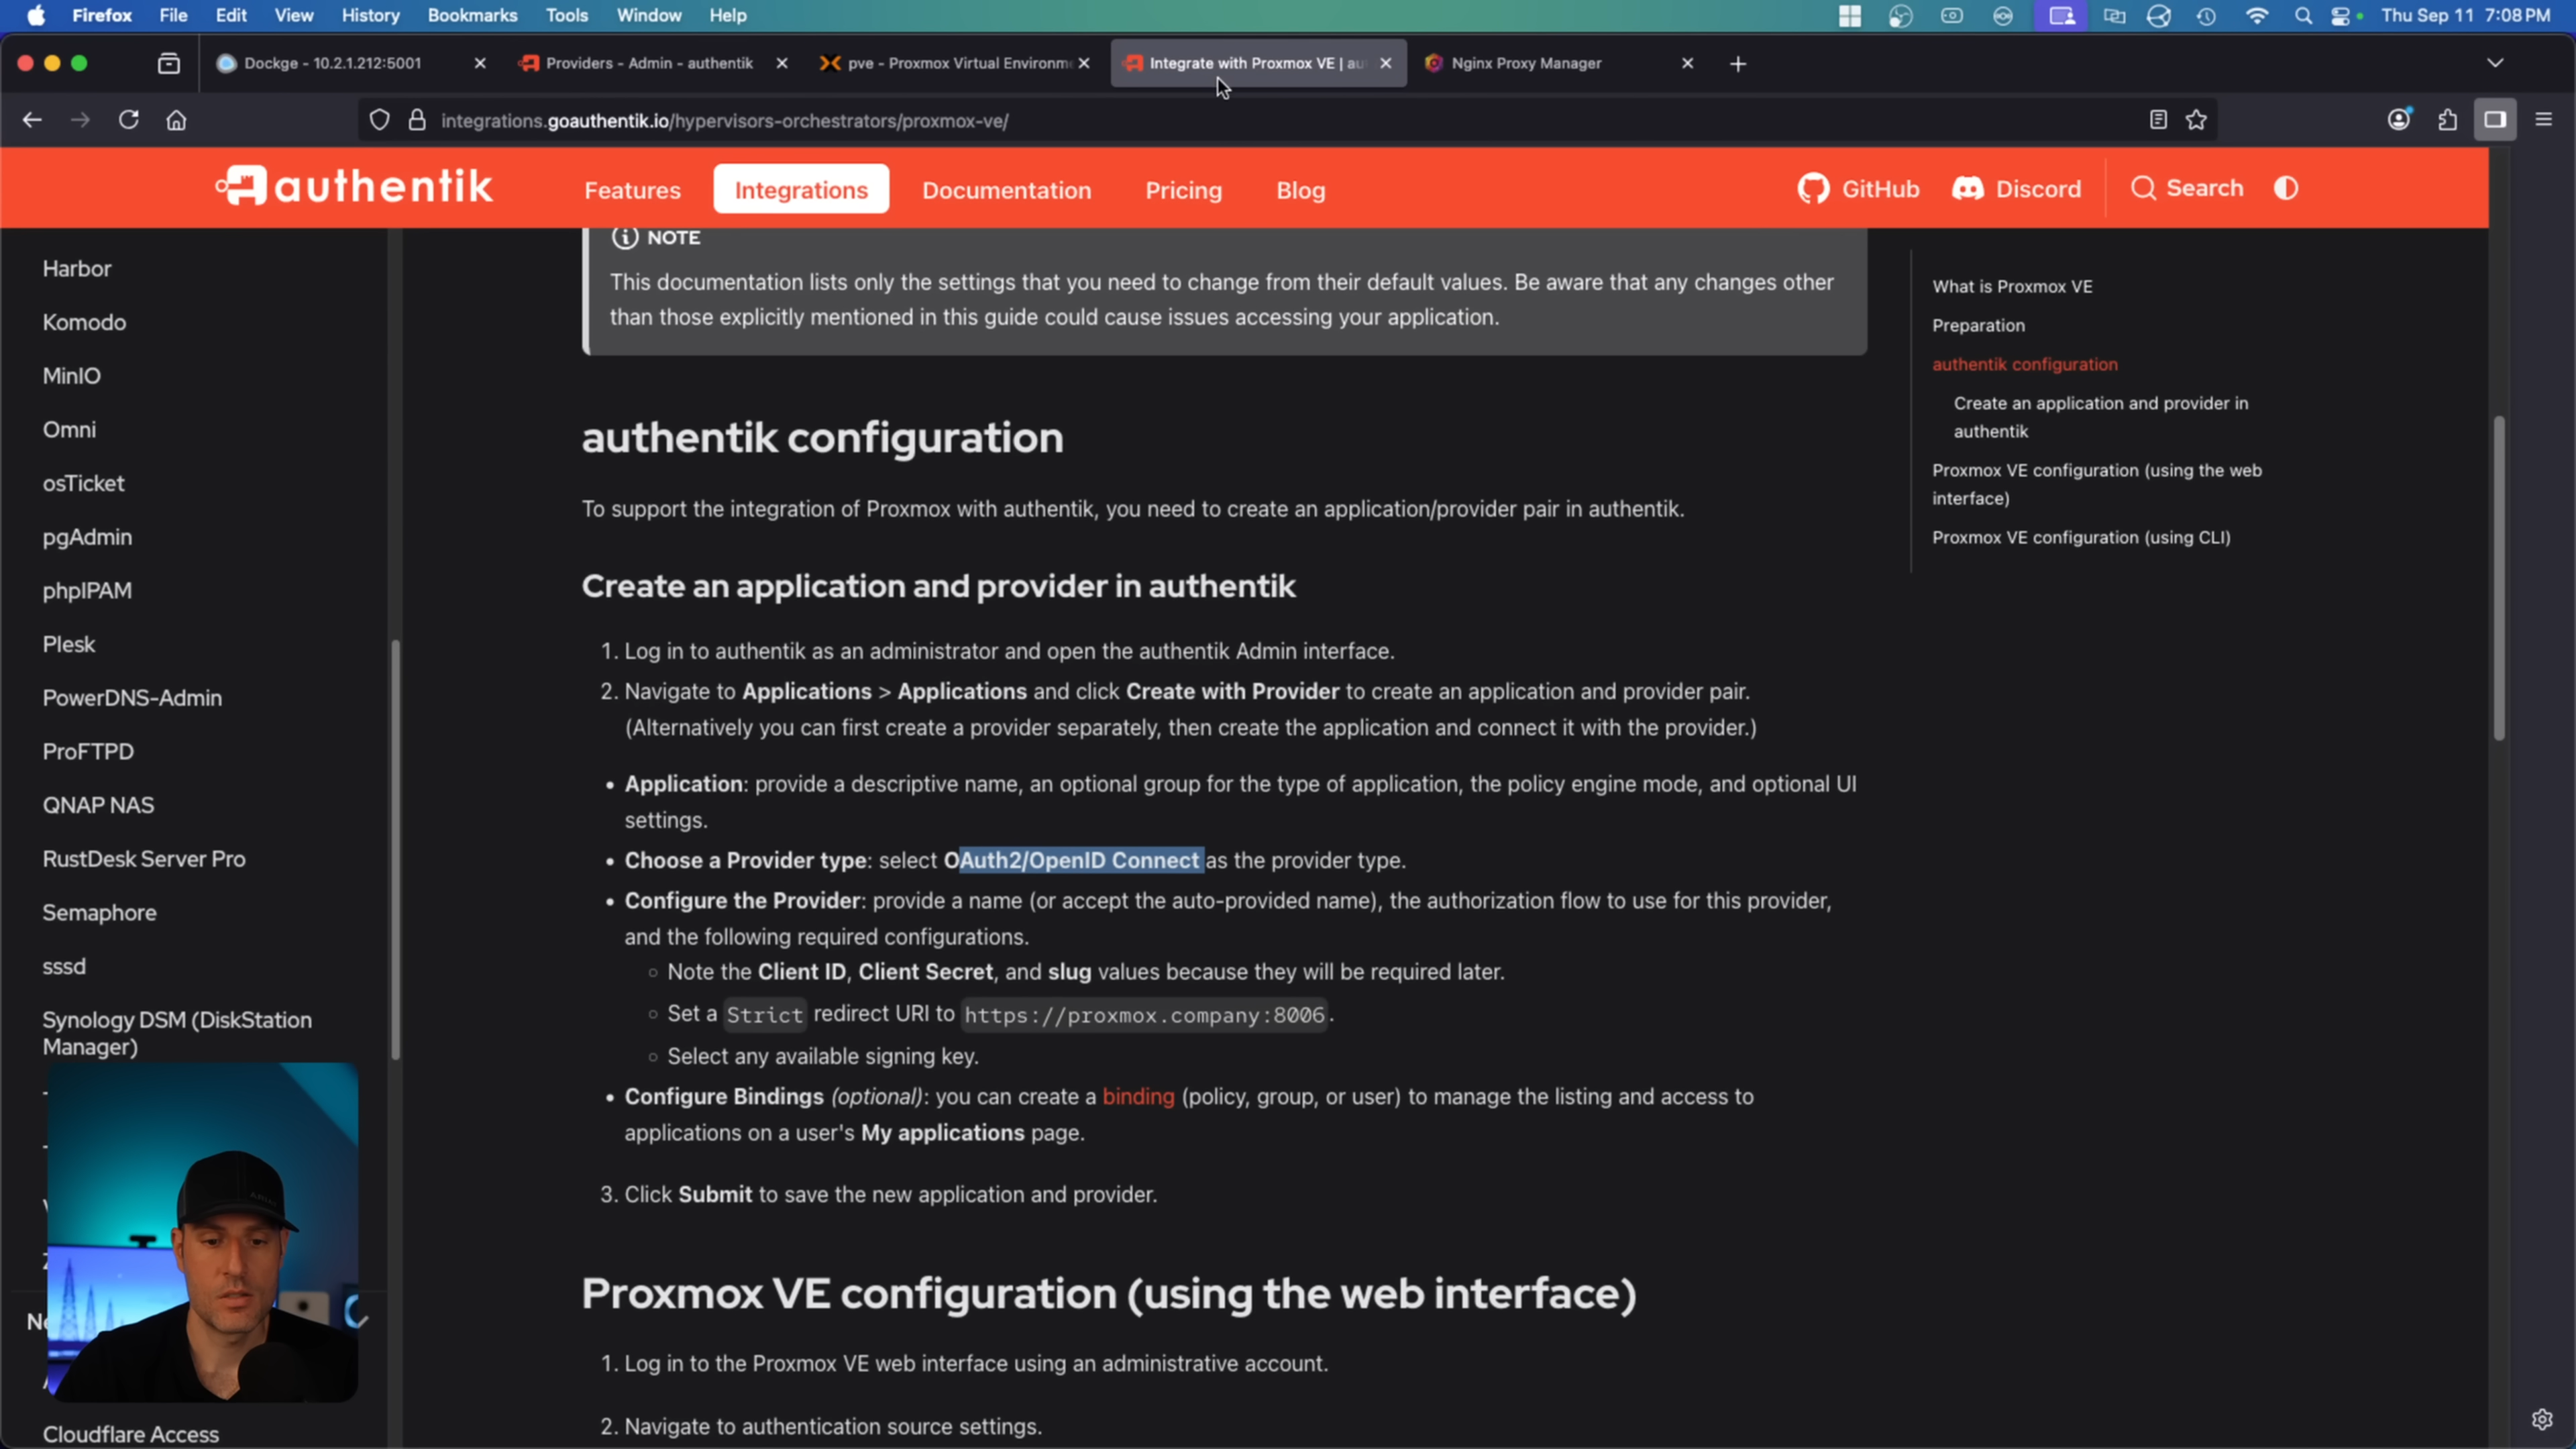 Firefox File Edit View History Bookmarks Tools Window Help
Thu Sep 11 7:08 PM
Dockge - 10.2.1.212:5001
Providers - Admin - authentik
pve - Proxmox Virtual Environm
Integrate with Proxmox VE | au
Nginx Proxy Manager
integrations.goauthentik.io/hypervisors-orchestrators/proxmox-ve/
authentik
Features
Integrations
Documentation
Pricing
Blog
GitHub
Discord
Search
Harbor
Komodo
MinIO
Omni
osTicket
pgAdmin
phpIPAM
Plesk
PowerDNS-Admin
ProFTPD
QNAP NAS
RustDesk Server Pro
Semaphore
sssd
Synology DSM (DiskStation
Manager)
Cloudflare Access
NOTE
This documentation lists only the settings that you need to change from their default values. Be aware that any changes other
than those explicitly mentioned in this guide could cause issues accessing your application.
authentik configuration
To support the integration of Proxmox with authentik, you need to create an application/provider pair in authentik.
Create an application and provider in authentik
1. Log in to authentik as an administrator and open the authentik Admin interface.
2. Navigate to Applications > Applications and click Create with Provider to create an application and provider pair.
(Alternatively you can first create a provider separately, then create the application and connect it with the provider.)
• Application: provide a descriptive name, an optional group for the type of application, the policy engine mode, and optional UI
settings.
• Choose a Provider type: select OAuth2/OpenID Connect as the provider type.
• Configure the Provider: provide a name (or accept the auto-provided name), the authorization flow to use for this provider,
and the following required configurations.
◦ Note the Client ID, Client Secret, and slug values because they will be required later.
◦ Set a Strict redirect URI to https://proxmox.company:8006.
◦ Select any available signing key.
• Configure Bindings (optional): you can create a binding (policy, group, or user) to manage the listing and access to
applications on a user's My applications page.
3. Click Submit to save the new application and provider.
Proxmox VE configuration (using the web interface)
1. Log in to the Proxmox VE web interface using an administrative account.
2. Navigate to authentication source settings.
What is Proxmox VE
Preparation
authentik configuration
Create an application and provider in
authentik
Proxmox VE configuration (using the web
interface)
Proxmox VE configuration (using CLI)